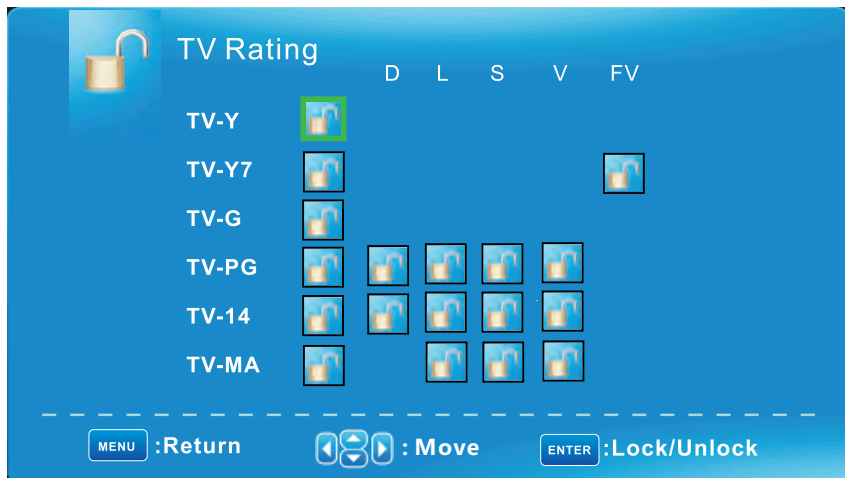 TV Rating
D L S V FV
TV-Y
TV-Y7
TV-G
TV-PG
TV-14
TV-MA
MENU :Return : Move ENTER :Lock/Unlock